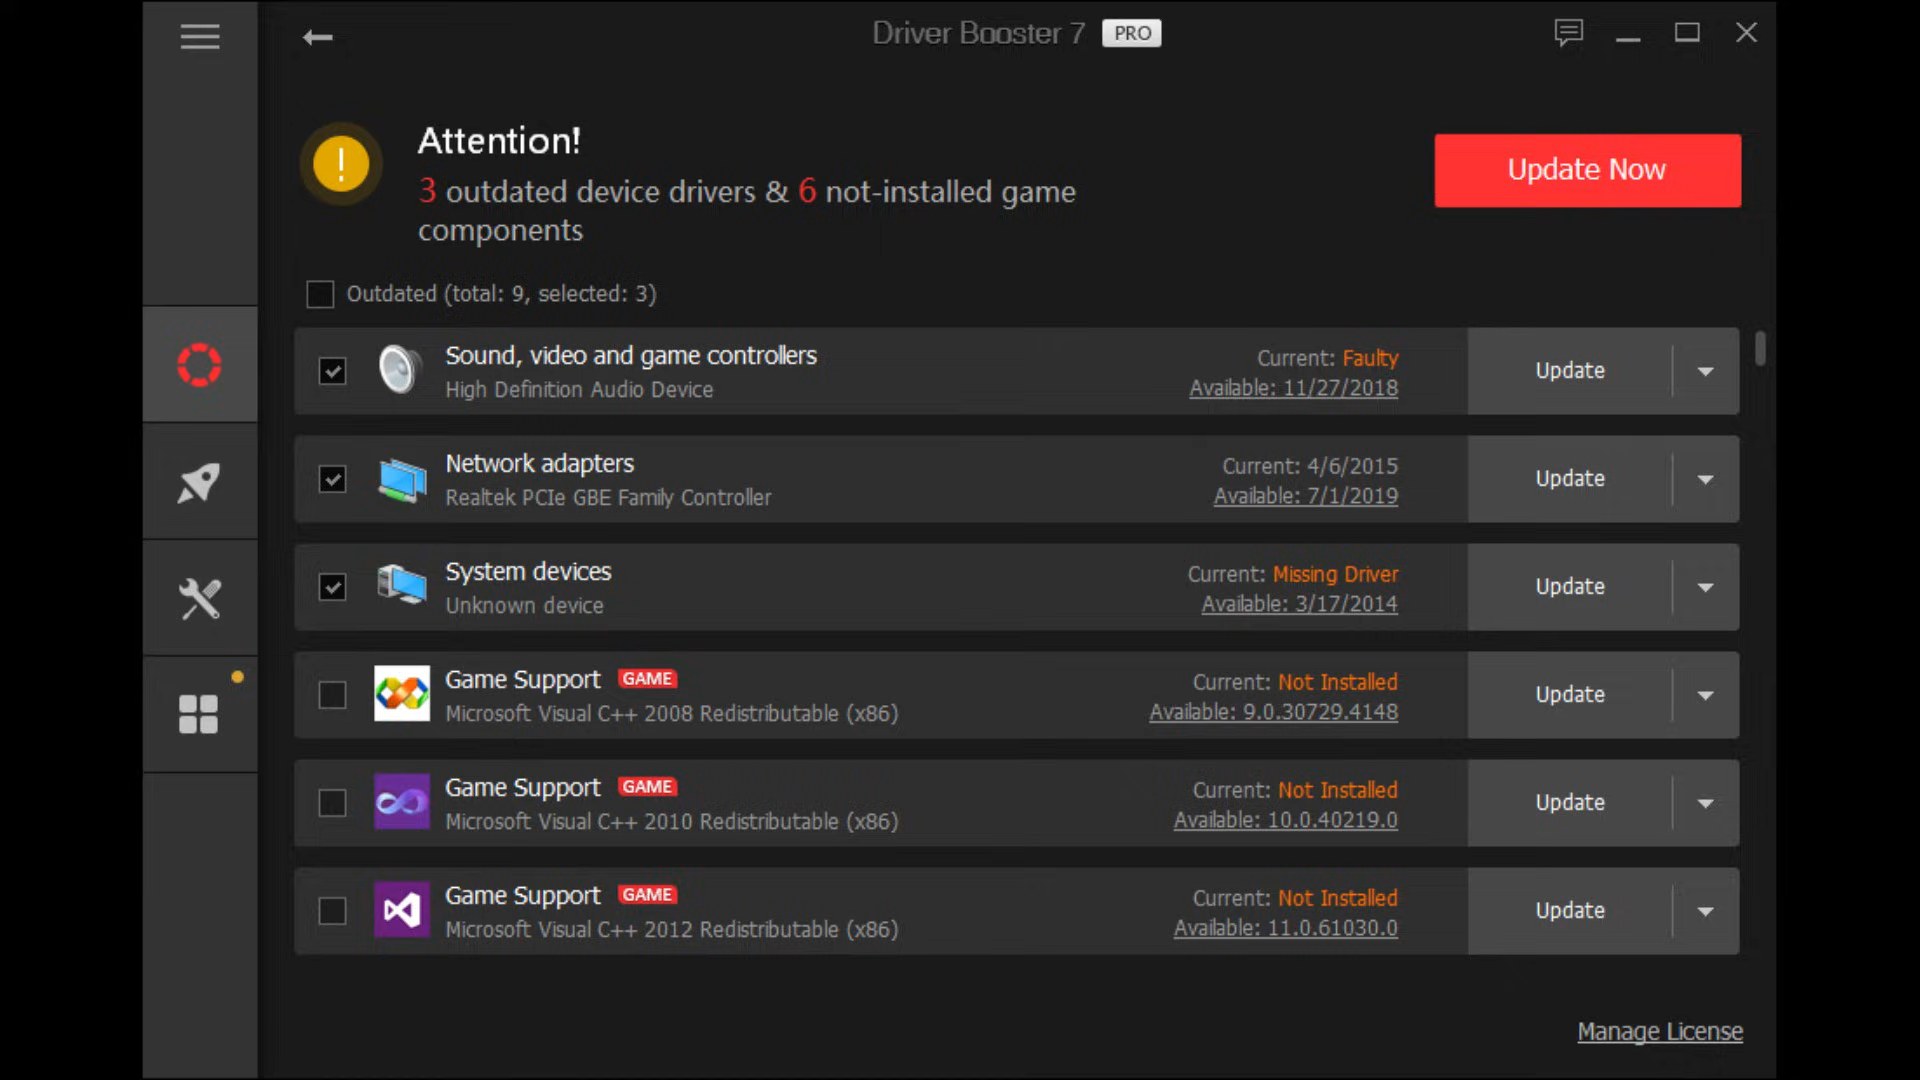 Driver Booster 7 PRO
Attention!
3 outdated device drivers & 6 not-installed game
components
Update Now
Outdated (total: 9, selected: 3)
Sound, video and game controllers
High Definition Audio Device
Current: Faulty
Available: 11/27/2018
Update
Network adapters
Realtek PCIe GBE Family Controller
Current: 4/6/2015
Available: 7/1/2019
Update
System devices
Unknown device
Current: Missing Driver
Available: 3/17/2014
Update
Game Support GAME
Microsoft Visual C++ 2008 Redistributable (x86)
Current: Not Installed
Available: 9.0.30729.4148
Update
Game Support GAME
Microsoft Visual C++ 2010 Redistributable (x86)
Current: Not Installed
Available: 10.0.40219.0
Update
Game Support GAME
Microsoft Visual C++ 2012 Redistributable (x86)
Current: Not Installed
Available: 11.0.61030.0
Update
Manage License